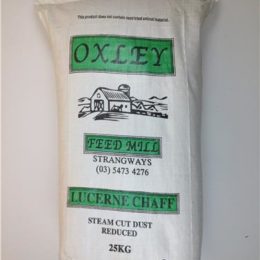 This product does not contain restricted animal material.
OXLEY
FEED MILL
STRANGWAYS
(03) 5473 4276
LUCERNE CHAFF
STEAM CUT DUST
REDUCED
25KG